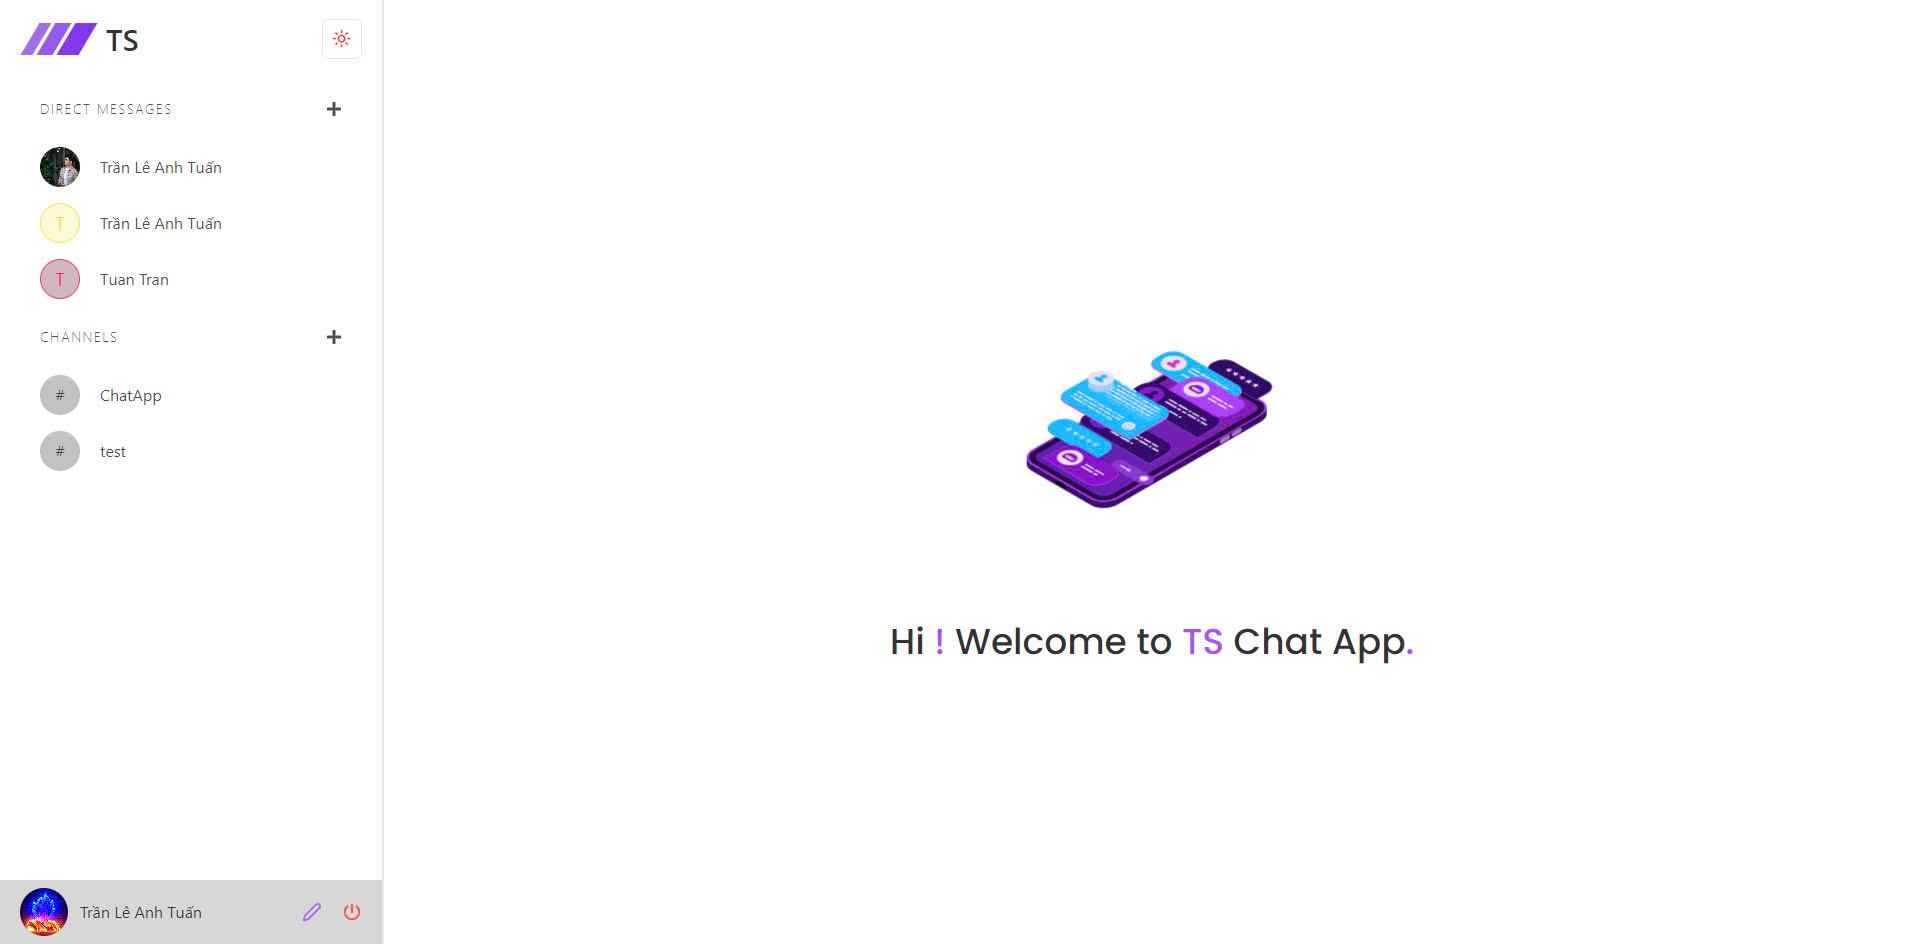 TS
DIRECT MESSAGES
Trần Lê Anh Tuấn
T
Trần Lê Anh Tuấn
T
Tuan Tran
CHANNELS
#
ChatApp
#
test
Trần Lê Anh Tuấn
Hi ! Welcome to TS Chat App.